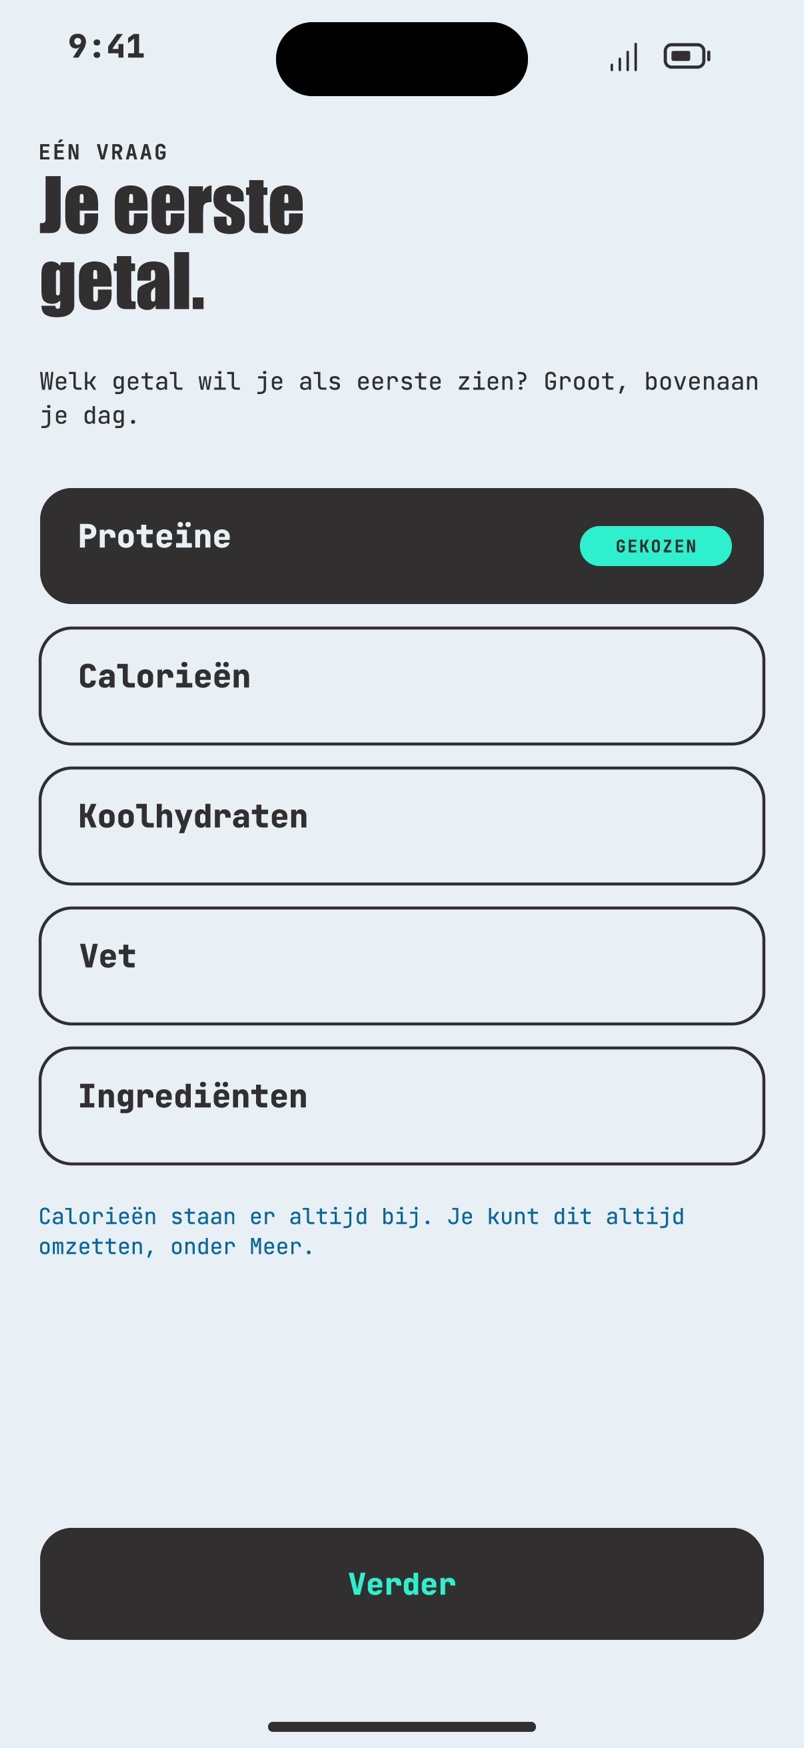 9:41
EÉN VRAAG
Je eerste
getal.
Welk getal wil je als eerste zien? Groot, bovenaan
je dag.
Proteïne
GEKOZEN
Calorieën
Koolhydraten
Vet
Ingrediënten
Calorieën staan er altijd bij. Je kunt dit altijd
omzetten, onder Meer.
Verder